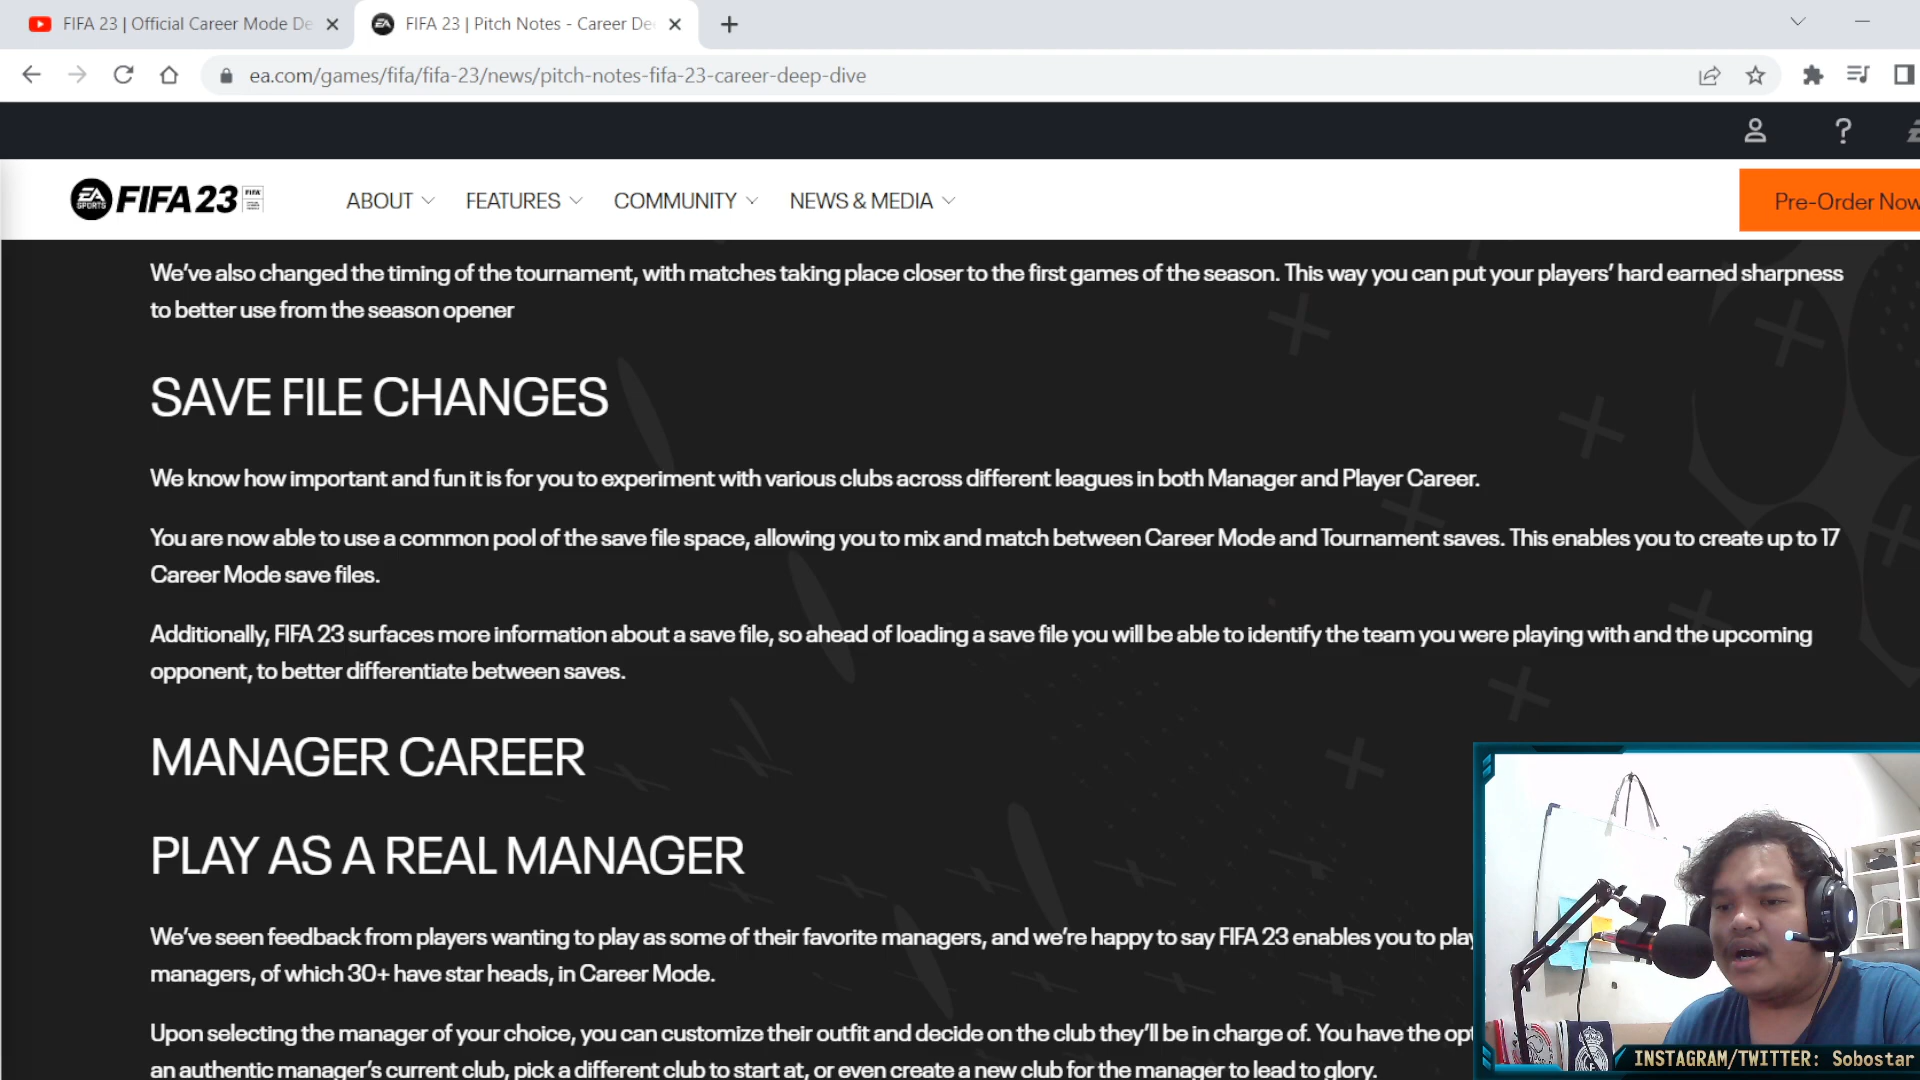 FIFA 23 | Official Career Mode De
FIFA 23 | Pitch Notes - Career De
ea.com/games/fifa/fifa-23/news/pitch-notes-fifa-23-career-deep-dive
EA SPORTS FIFA 23 FIFA
ABOUT FEATURES COMMUNITY NEWS & MEDIA
Pre-Order Now
We’ve also changed the timing of the tournament, with matches taking place closer to the first games of the season. This way you can put your players’ hard earned sharpness
to better use from the season opener
SAVE FILE CHANGES
We know how important and fun it is for you to experiment with various clubs across different leagues in both Manager and Player Career.
You are now able to use a common pool of the save file space, allowing you to mix and match between Career Mode and Tournament saves. This enables you to create up to 17
Career Mode save files.
Additionally, FIFA 23 surfaces more information about a save file, so ahead of loading a save file you will be able to identify the team you were playing with and the upcoming
opponent, to better differentiate between saves.
MANAGER CAREER
PLAY AS A REAL MANAGER
We’ve seen feedback from players wanting to play as some of their favorite managers, and we’re happy to say FIFA 23 enables you to play
managers, of which 30+ have star heads, in Career Mode.
Upon selecting the manager of your choice, you can customize their outfit and decide on the club they’ll be in charge of. You have the opt
an authentic manager’s current club, pick a different club to start at, or even create a new club for the manager to lead to glory.
INSTAGRAM/TWITTER: Sobostar